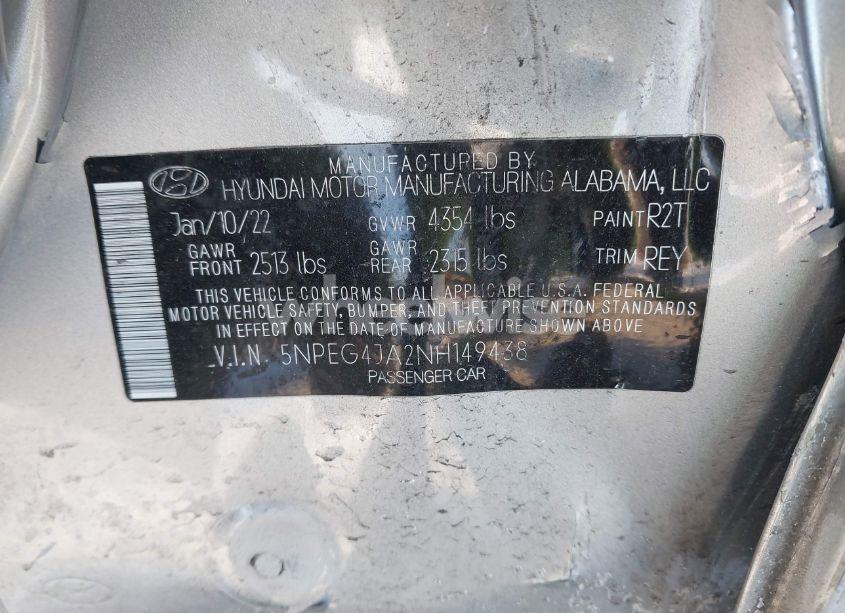 MANUFACTURED BY
HYUNDAI MOTOR MANUFACTURING ALABAMA, LLC
Jan/10/22 GVWR 4354 lbs PAINT R2T
GAWR FRONT 2513 lbs GAWR REAR 2315 lbs TRIM REY
THIS VEHICLE CONFORMS TO ALL APPLICABLE U.S.A. FEDERAL
MOTOR VEHICLE SAFETY, BUMPER, AND THEFT PREVENTION STANDARDS
IN EFFECT ON THE DATE OF MANUFACTURE SHOWN ABOVE.
V.I.N. 5NPEG4JA2NH149438
PASSENGER CAR